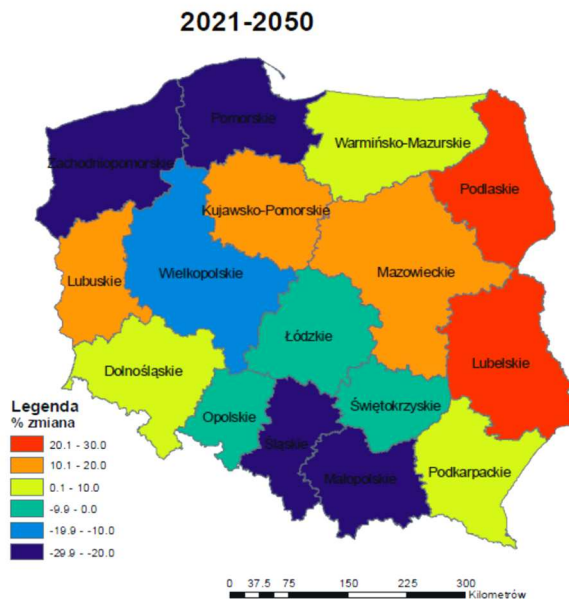 2021-2050
Pomorskie
Zachodniopomorskie
Warmińsko-Mazurskie
Podlaskie
Kujawsko-Pomorskie
Mazowieckie
Wielkopolskie
Lubuskie
Łódzkie
Lubelskie
Dolnośląskie
Świętokrzyskie
Opolskie
Śląskie
Podkarpackie
Małopolskie
Legenda
% zmiana
20.1 - 30.0
10.1 - 20.0
0.1 - 10.0
-9.9 - 0.0
-19.9 - -10.0
-29.9 - -20.0
0 37.5 75 150 225 300
Kilometrów